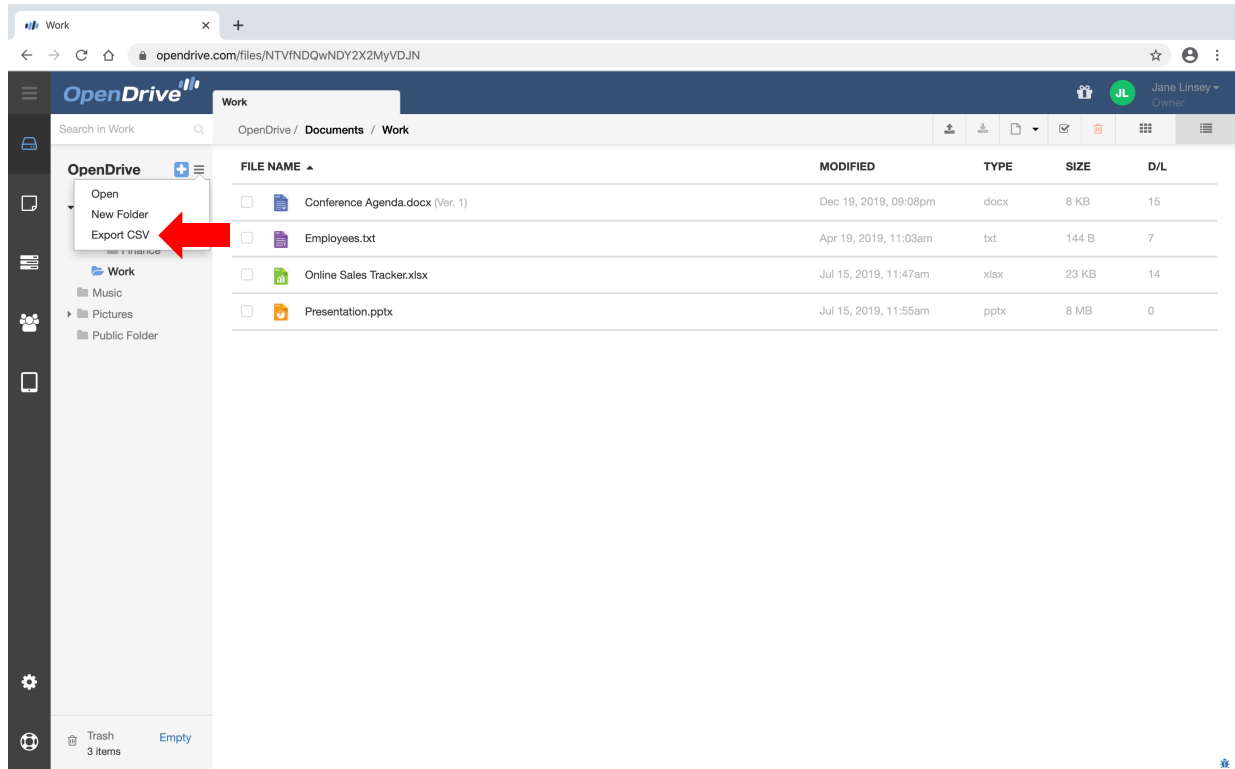 Work
opendrive.com/files/NTVfNDQwNDY2X2MyVDJN
OpenDrive
Work
JL
Jane Linsey
Owner
Search in Work
OpenDrive / Documents / Work
OpenDrive
Open
New Folder
Export CSV
Finance
Work
Music
Pictures
Public Folder
FILE NAME MODIFIED TYPE SIZE D/L
Conference Agenda.docx (Ver. 1) Dec 19, 2019, 09:08pm docx 8 KB 15
Employees.txt Apr 19, 2019, 11:03am txt 144 B 7
Online Sales Tracker.xlsx Jul 15, 2019, 11:47am xlsx 23 KB 14
Presentation.pptx Jul 15, 2019, 11:55am pptx 8 MB 0
Trash Empty
3 items